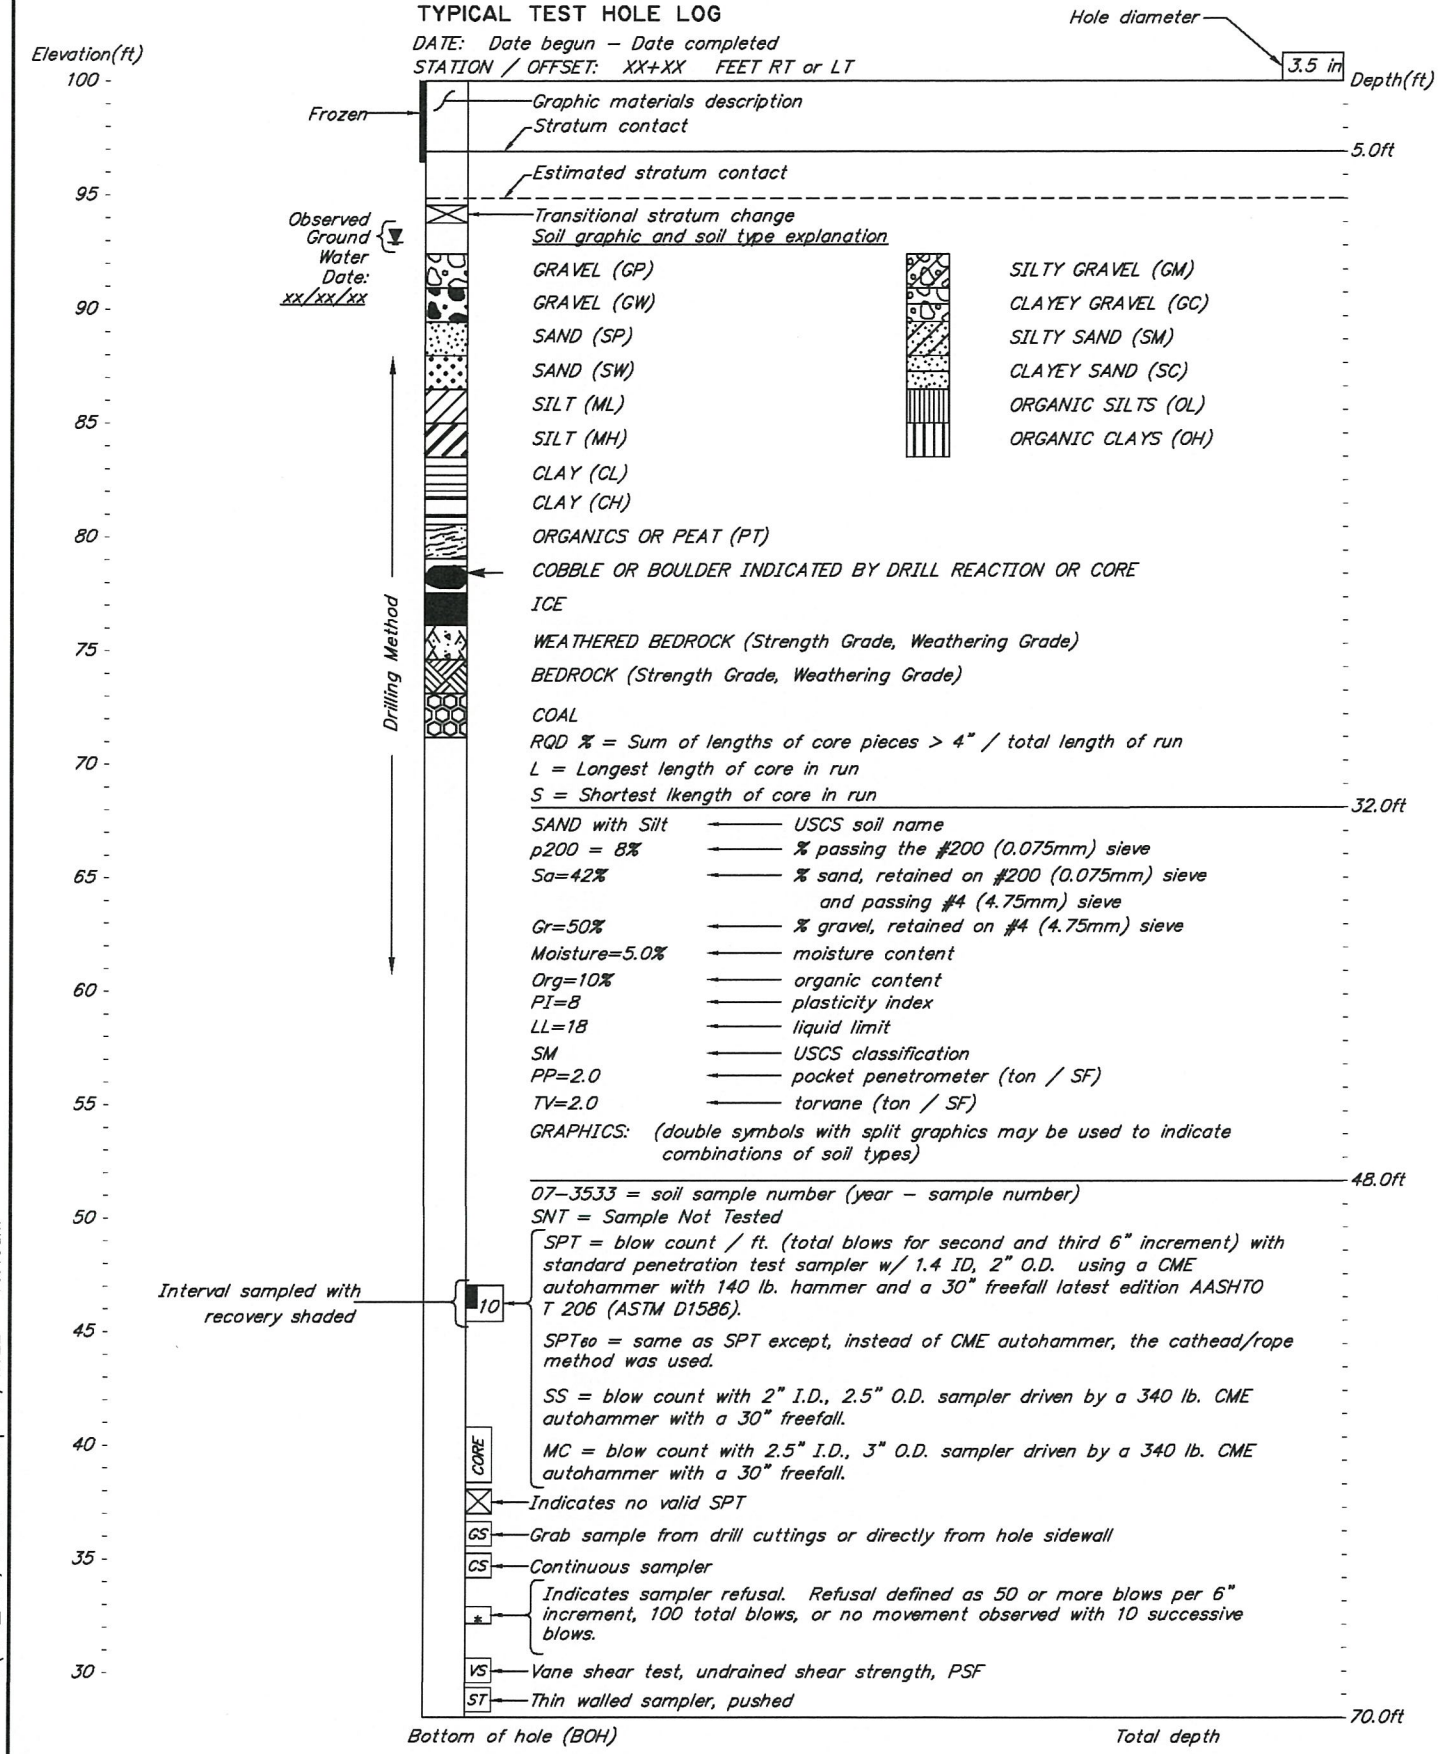 TYPICAL TEST HOLE LOG
Hole diameter
DATE: Date begun – Date completed
STATION / OFFSET: XX+XX FEET RT or LT
3.5 in
Elevation(ft)
Depth(ft)
100
Frozen
Graphic materials description
Stratum contact
5.0ft
Estimated stratum contact
95
Transitional stratum change
Observed
Ground
Water
Date:
xx/xx/xx
Soil graphic and soil type explanation
GRAVEL (GP)
SILTY GRAVEL (GM)
90
GRAVEL (GW)
CLAYEY GRAVEL (GC)
SAND (SP)
SILTY SAND (SM)
SAND (SW)
CLAYEY SAND (SC)
SILT (ML)
ORGANIC SILTS (OL)
85
SILT (MH)
ORGANIC CLAYS (OH)
CLAY (CL)
CLAY (CH)
80
ORGANICS OR PEAT (PT)
COBBLE OR BOULDER INDICATED BY DRILL REACTION OR CORE
ICE
Drilling Method
75
WEATHERED BEDROCK (Strength Grade, Weathering Grade)
BEDROCK (Strength Grade, Weathering Grade)
COAL
RQD % = Sum of lengths of core pieces > 4" / total length of run
70
L = Longest length of core in run
S = Shortest lkength of core in run
32.0ft
SAND with Silt USCS soil name
p200 = 8% % passing the #200 (0.075mm) sieve
65
Sa=42% % sand, retained on #200 (0.075mm) sieve
and passing #4 (4.75mm) sieve
Gr=50% % gravel, retained on #4 (4.75mm) sieve
Moisture=5.0% moisture content
60
Org=10% organic content
PI=8 plasticity index
LL=18 liquid limit
SM USCS classification
PP=2.0 pocket penetrometer (ton / SF)
55
TV=2.0 torvane (ton / SF)
GRAPHICS: (double symbols with split graphics may be used to indicate
combinations of soil types)
48.0ft
07–3533 = soil sample number (year – sample number)
50
SNT = Sample Not Tested
SPT = blow count / ft. (total blows for second and third 6" increment) with
standard penetration test sampler w/ 1.4 ID, 2" O.D. using a CME
autohammer with 140 lb. hammer and a 30" freefall latest edition AASHTO
T 206 (ASTM D1586).
Interval sampled with
recovery shaded
10
45
SPT60 = same as SPT except, instead of CME autohammer, the cathead/rope
method was used.
SS = blow count with 2" I.D., 2.5" O.D. sampler driven by a 340 lb. CME
autohammer with a 30" freefall.
40
CORE
MC = blow count with 2.5" I.D., 3" O.D. sampler driven by a 340 lb. CME
autohammer with a 30" freefall.
Indicates no valid SPT
GS Grab sample from drill cuttings or directly from hole sidewall
35
CS Continuous sampler
* Indicates sampler refusal. Refusal defined as 50 or more blows per 6"
increment, 100 total blows, or no movement observed with 10 successive
blows.
30
VS Vane shear test, undrained shear strength, PSF
ST Thin walled sampler, pushed
70.0ft
Bottom of hole (BOH)
Total depth